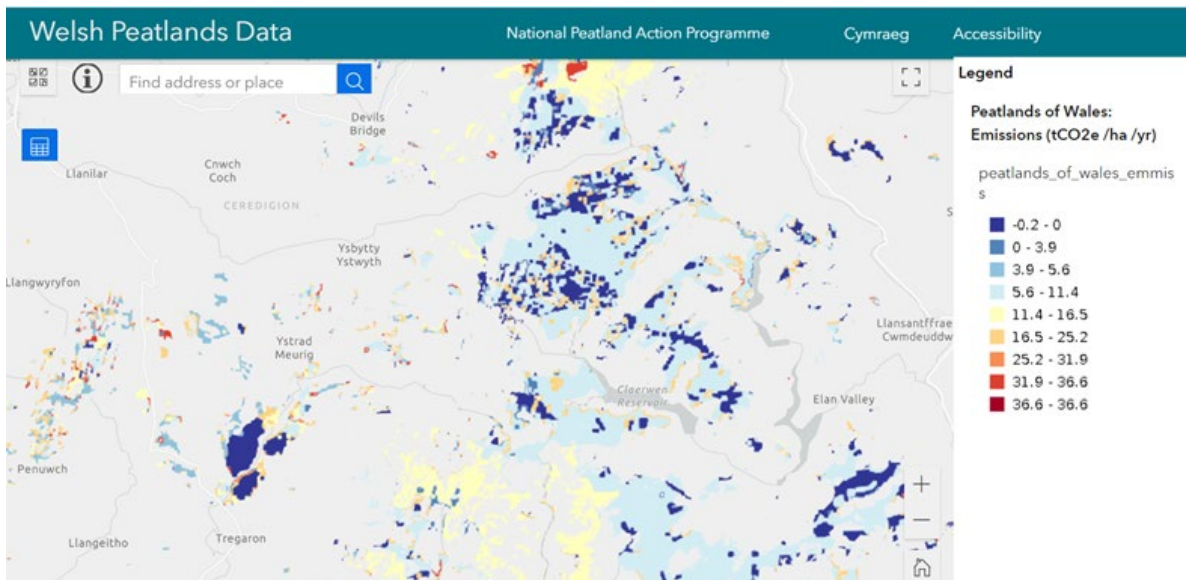 Welsh Peatlands Data
National Peatland Action Programme
Cymraeg
Accessibility
Find address or place
Legend
Peatlands of Wales:
Emissions (tCO2e /ha /yr)
peatlands_of_wales_emmis
s
-0.2 - 0
0 - 3.9
3.9 - 5.6
5.6 - 11.4
11.4 - 16.5
16.5 - 25.2
25.2 - 31.9
31.9 - 36.6
36.6 - 36.6
Devils
Bridge
Cnwch
Coch
Llanilar
CEREDIGION
Ysbytty
Ystwyth
Llangwyryfon
Ystrad
Meurig
Llansantffrae
Cwmdeuddw
Claerwen
Reservoir
Elan Valley
Penuwch
Llangeitho
Tregaron